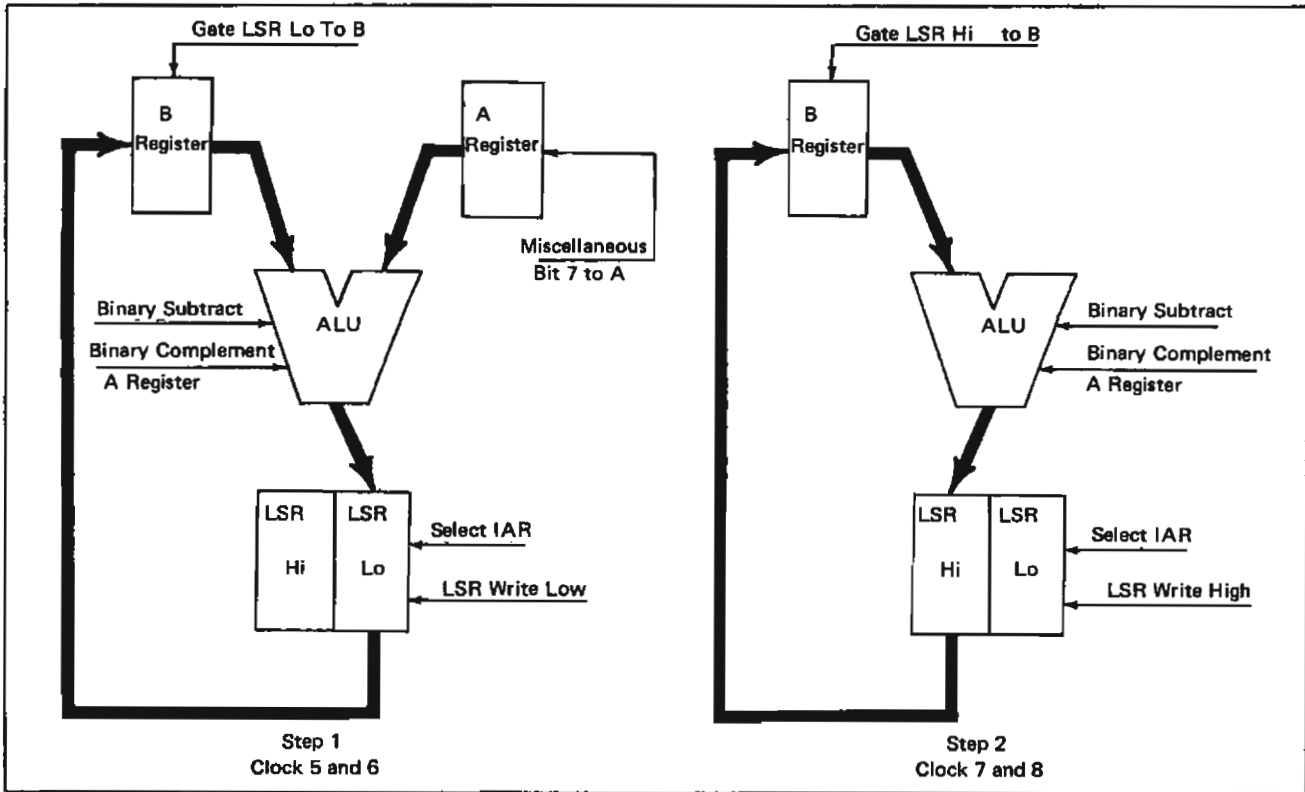 Gate LSR Lo To B
B
Register
A
Register
Miscellaneous
Bit 7 to A
Binary Subtract
Binary Complement
A Register
ALU
LSR
Hi
LSR
Lo
Select IAR
LSR Write Low
Step 1
Clock 5 and 6
Gate LSR Hi to B
B
Register
ALU
Binary Subtract
Binary Complement
A Register
LSR
Hi
LSR
Lo
Select IAR
LSR Write High
Step 2
Clock 7 and 8